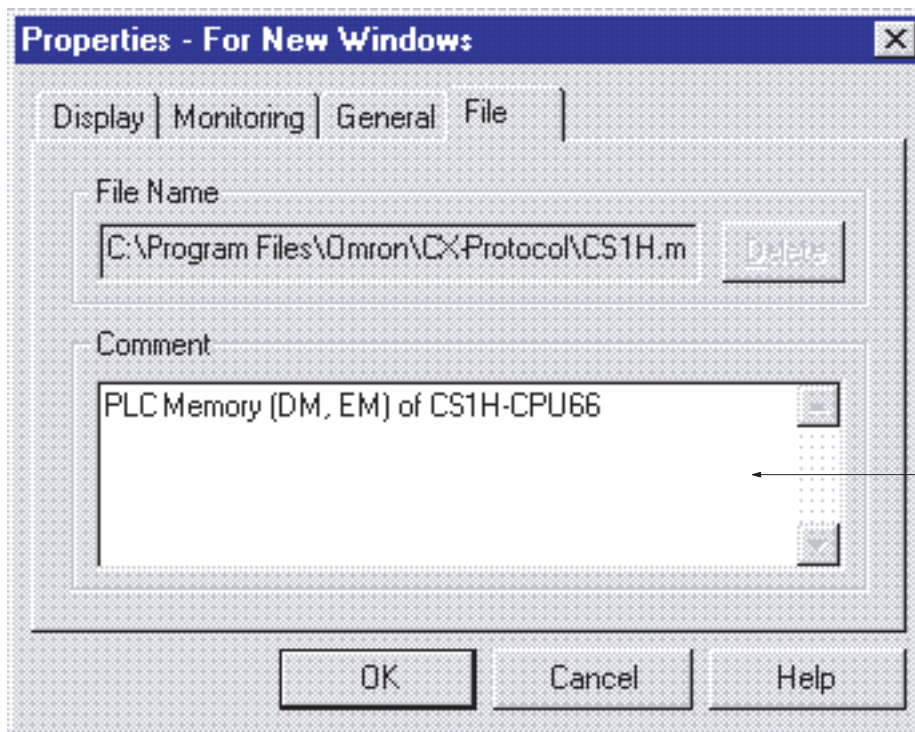 Properties - For New Windows
Display Monitoring General File
File Name
C:\Program Files\Omron\CX-Protocol\CS1H.m
Delete
Comment
PLC Memory (DM, EM) of CS1H-CPU66
OK Cancel Help